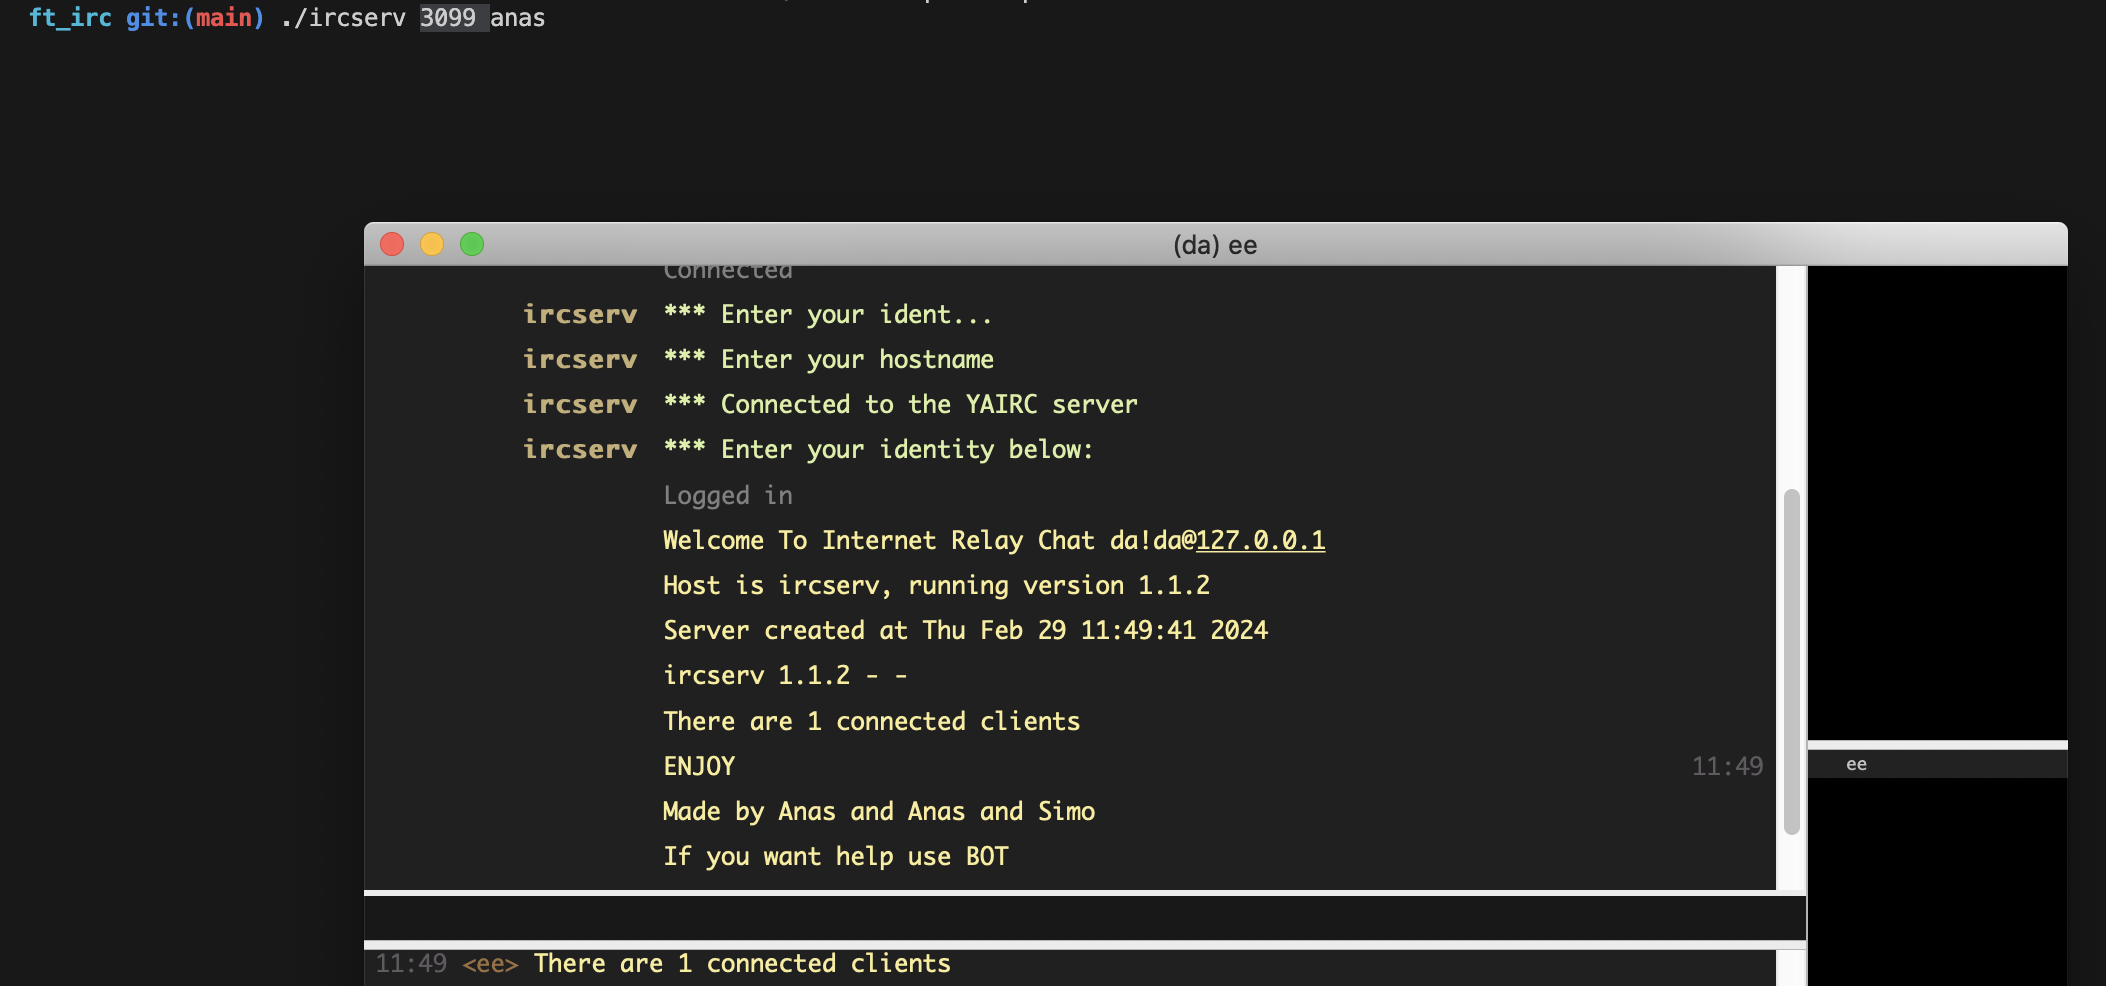 ft_irc git:(main) ./ircserv 3099 anas
(da) ee
Connected
ircserv *** Enter your ident...
ircserv *** Enter your hostname
ircserv *** Connected to the YAIRC server
ircserv *** Enter your identity below:
Logged in
Welcome To Internet Relay Chat da!da@127.0.0.1
Host is ircserv, running version 1.1.2
Server created at Thu Feb 29 11:49:41 2024
ircserv 1.1.2 - -
There are 1 connected clients
ENJOY 11:49
Made by Anas and Anas and Simo
If you want help use BOT
ee
11:49 <ee> There are 1 connected clients